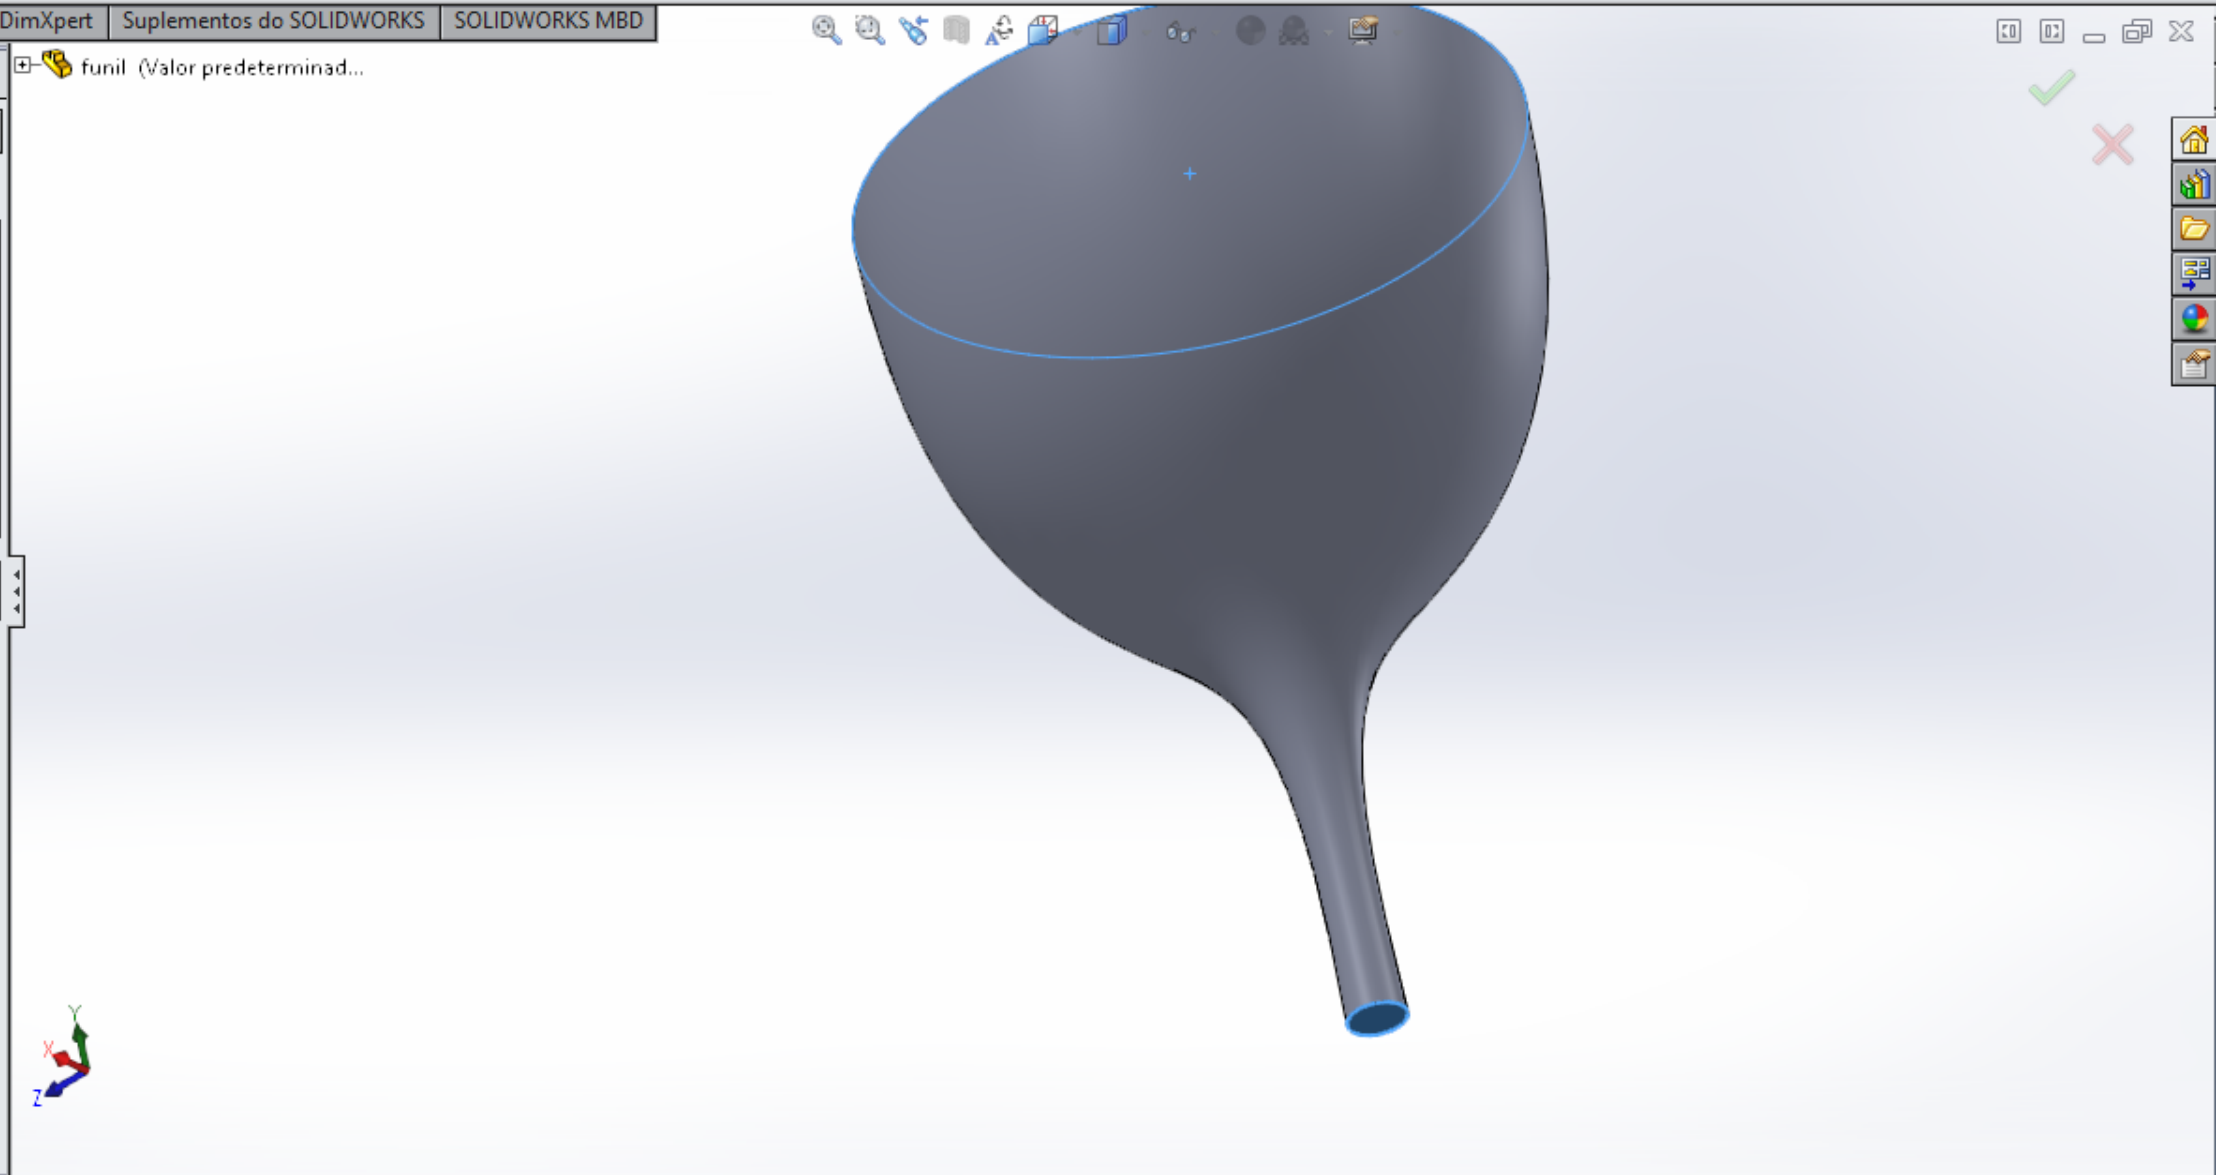 DimXpert Suplementos do SOLIDWORKS SOLIDWORKS MBD
funil (Valor predeterminad...
Y
X
Z